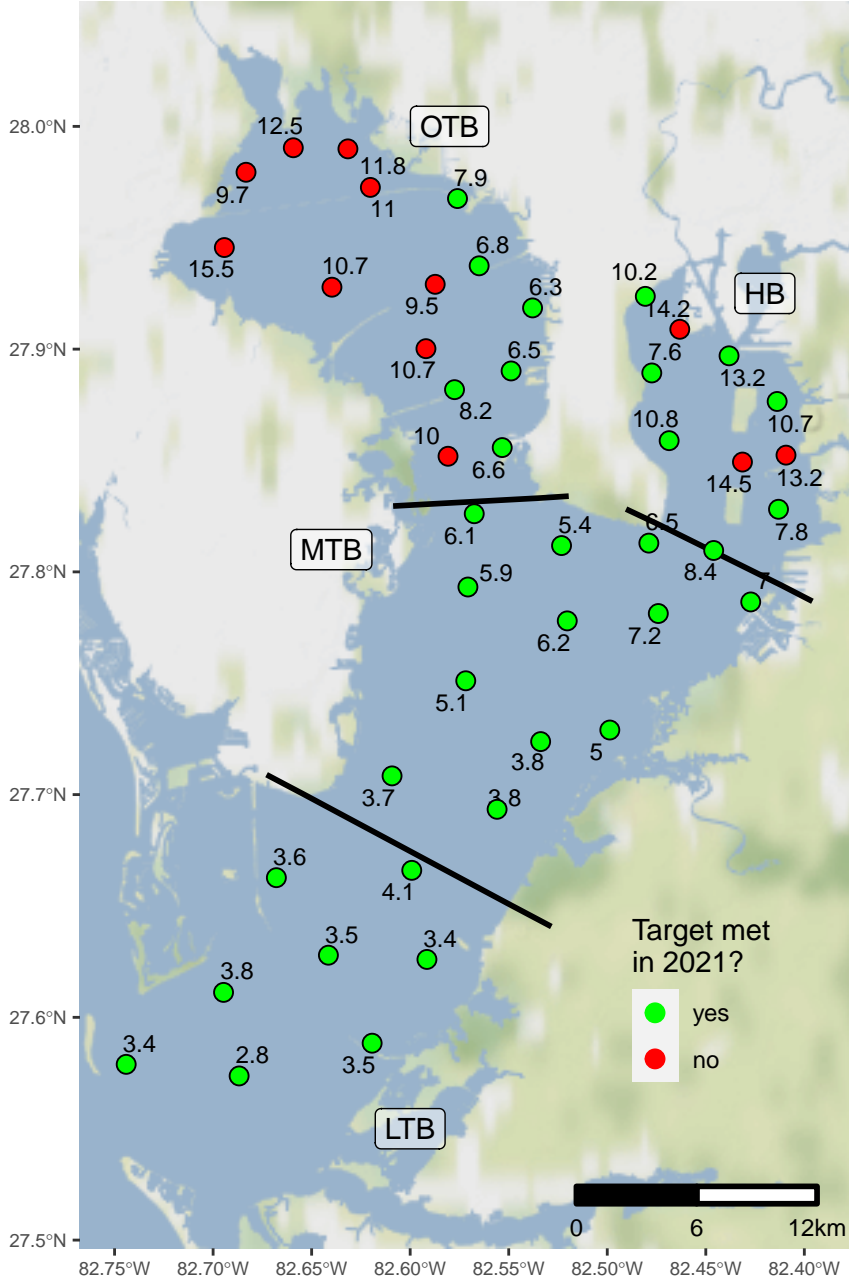 28.0°N
27.9°N
27.8°N
27.7°N
27.6°N
27.5°N
12.5
OTB
11.8
9.7
11
7.9
15.5
10.7
6.8
9.5
6.3
10.2
HB
14.2
10.7
6.5
7.6
13.2
8.2
10.8
10.7
10
6.6
14.5
13.2
6.1
5.4
6.5
7.8
MTB
8.4
5.9
7
6.2
7.2
5.1
3.8
5
3.7
3.8
3.6
4.1
3.5
3.4
3.8
3.4
2.8
3.5
LTB
Target met
in 2021?
yes
no
0 6 12km
82.75°W 82.70°W 82.65°W 82.60°W 82.55°W 82.50°W 82.45°W 82.40°W